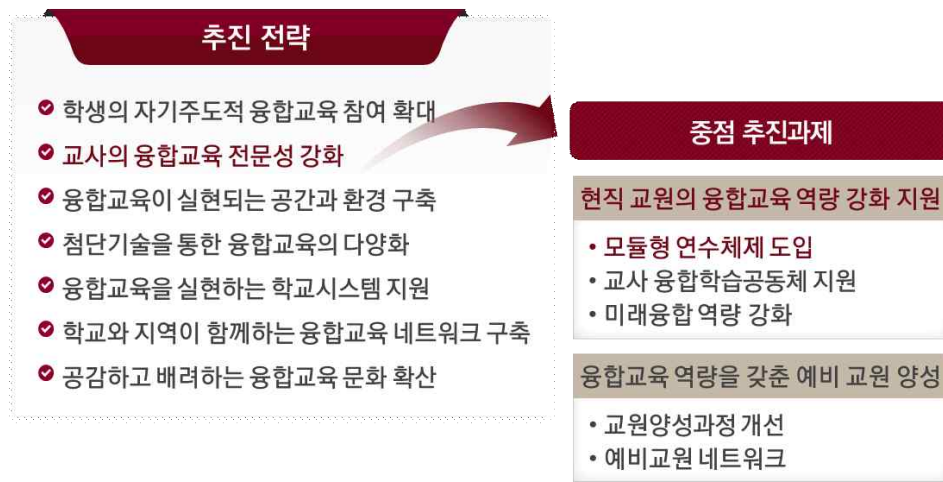 추진 전략
학생의 자기주도적 융합교육 참여 확대
교사의 융합교육 전문성 강화
융합교육이 실현되는 공간과 환경 구축
첨단기술을 통한 융합교육의 다양화
융합교육을 실현하는 학교시스템 지원
학교와 지역이 함께하는 융합교육 네트워크 구축
공감하고 배려하는 융합교육 문화 확산
중점 추진과제
현직 교원의 융합교육 역량 강화 지원
• 모듈형 연수체제 도입
• 교사 융합학습공동체 지원
• 미래융합 역량 강화
융합교육 역량을 갖춘 예비 교원 양성
• 교원양성과정 개선
• 예비교원 네트워크